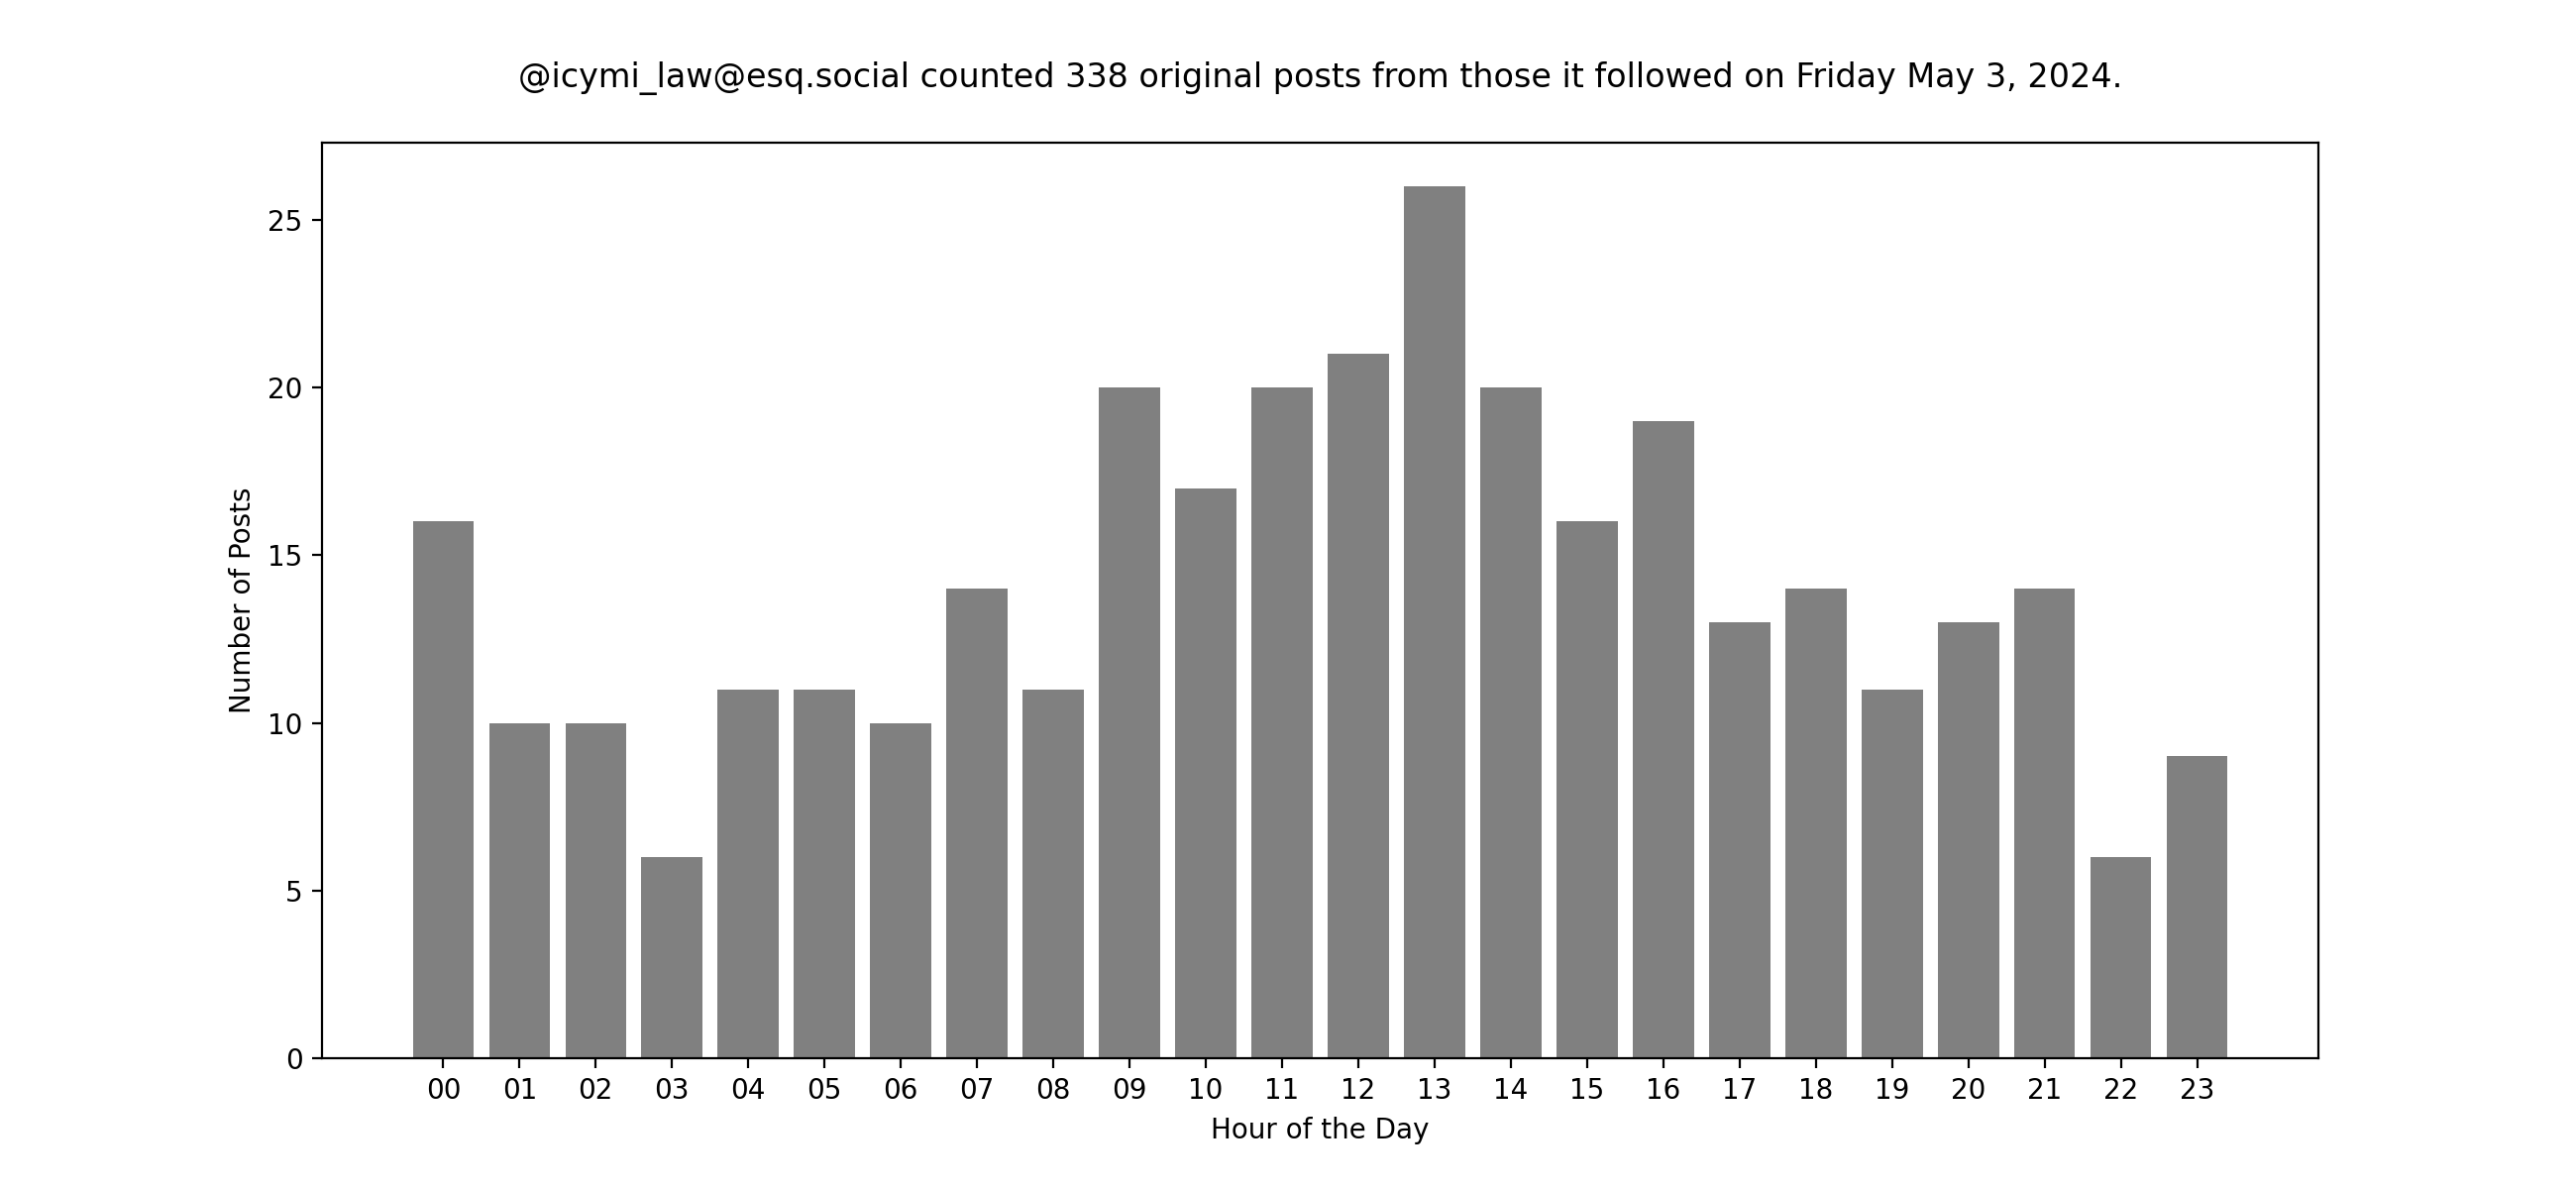 @icymi_law@esq.social counted 338 original posts from those it followed on Friday May 3, 2024.
25
20
15
10
5
0
Number of Posts
00 01 02 03 04 05 06 07 08 09 10 11 12 13 14 15 16 17 18 19 20 21 22 23
Hour of the Day